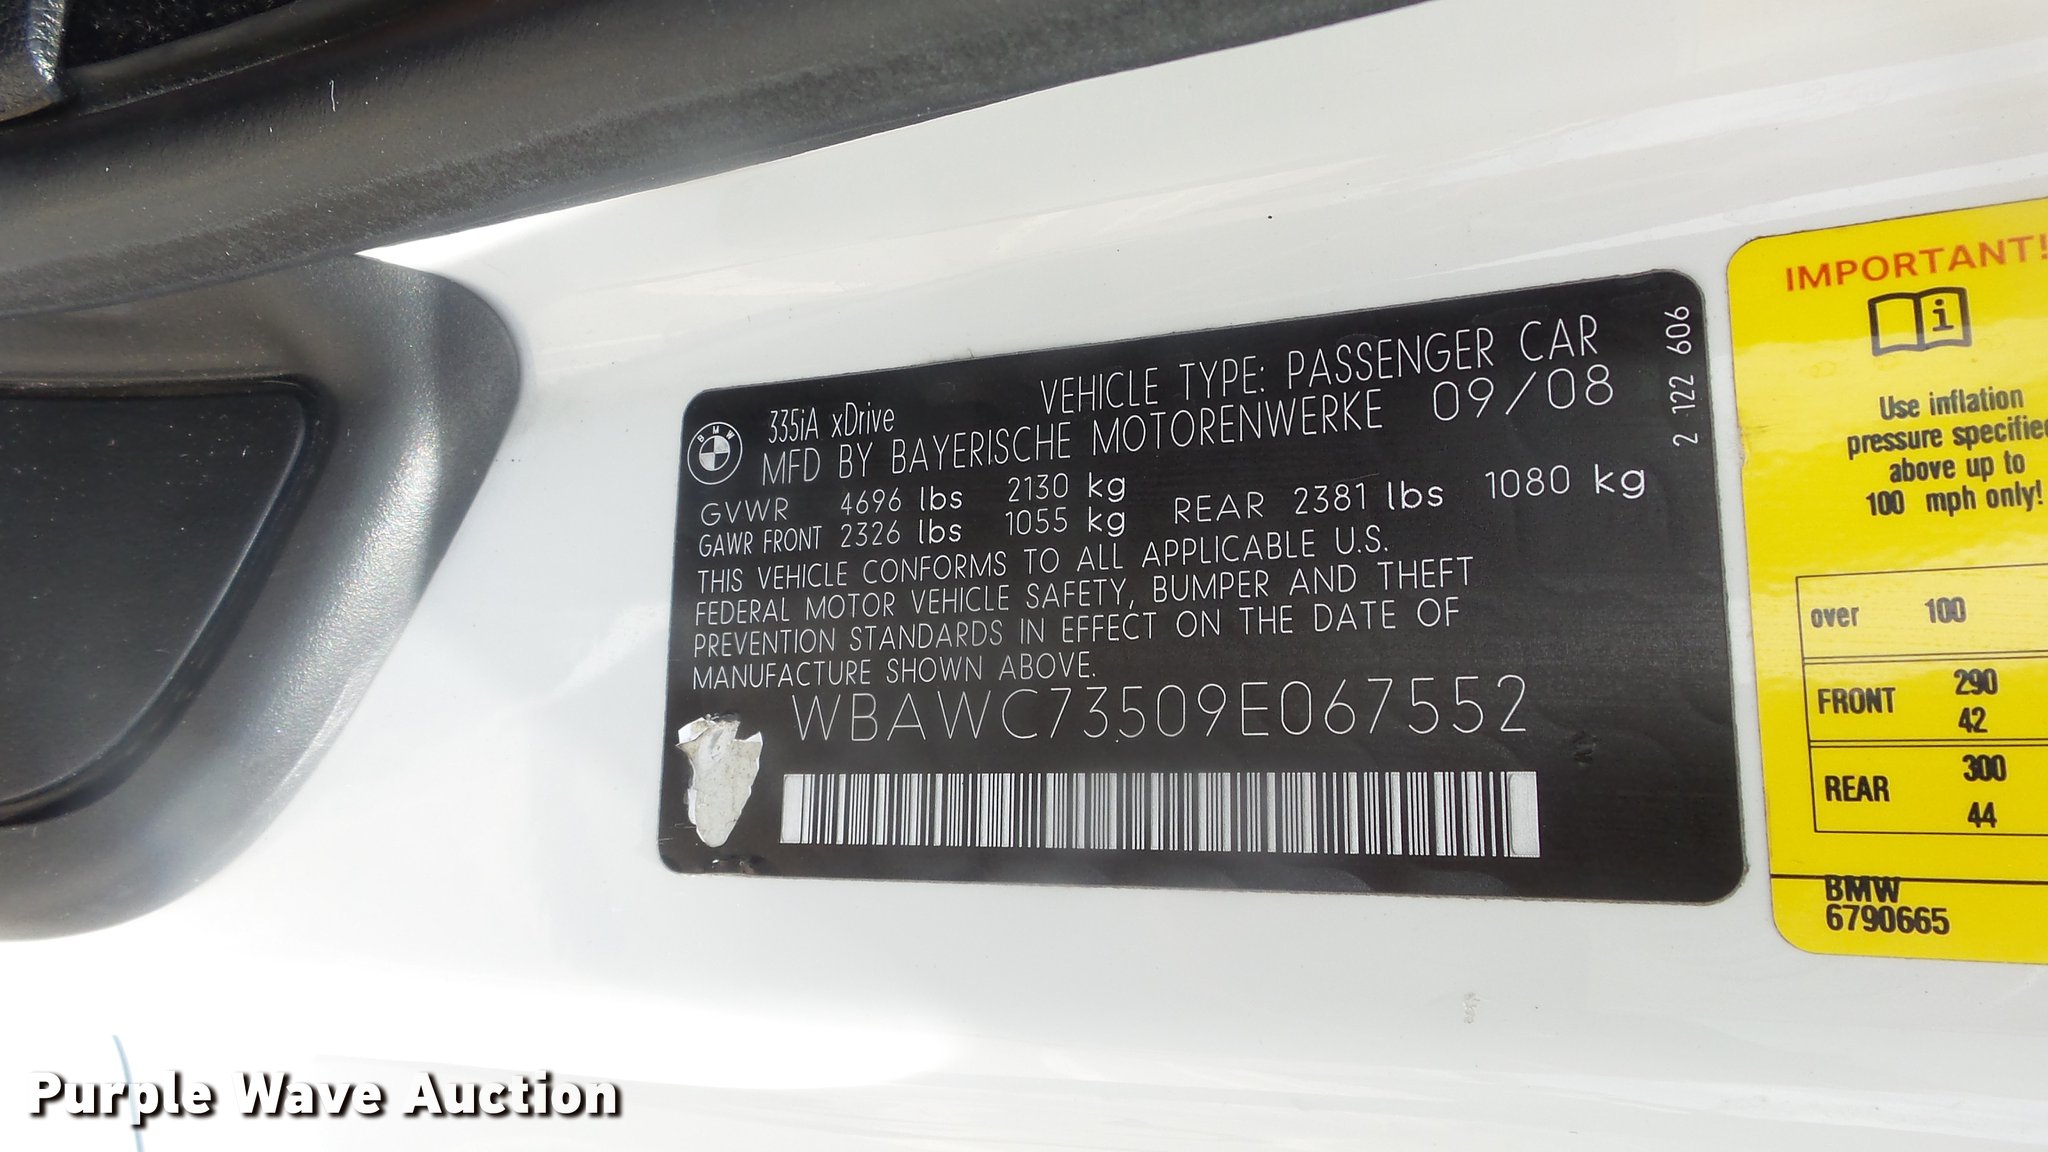 BMW
335iA xDrive
VEHICLE TYPE: PASSENGER CAR
MFD BY BAYERISCHE MOTORENWERKE 09/08
GVWR 4696 lbs 2130 kg
GAWR FRONT 2326 lbs 1055 kg REAR 2381 lbs 1080 kg
THIS VEHICLE CONFORMS TO ALL APPLICABLE U.S.
FEDERAL MOTOR VEHICLE SAFETY, BUMPER AND THEFT
PREVENTION STANDARDS IN EFFECT ON THE DATE OF
MANUFACTURE SHOWN ABOVE.
WBAWC73509E067552
2 122 606
IMPORTANT!
i
Use inflation
pressure specified
above up to
100 mph only!
over 100
FRONT 290
42
REAR 300
44
BMW
6790665
Purple Wave Auction